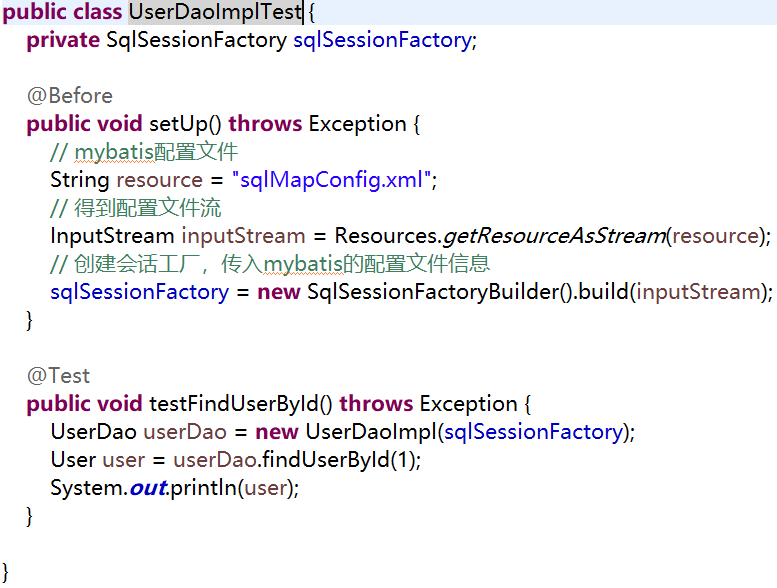 public class UserDaoImplTest {
private SqlSessionFactory sqlSessionFactory;
@Before
public void setUp() throws Exception {
// mybatis配置文件
String resource = "sqlMapConfig.xml";
// 得到配置文件流
InputStream inputStream = Resources.getResourceAsStream(resource);
// 创建会话工厂，传入mybatis的配置文件信息
sqlSessionFactory = new SqlSessionFactoryBuilder().build(inputStream);
}
@Test
public void testFindUserById() throws Exception {
UserDao userDao = new UserDaoImpl(sqlSessionFactory);
User user = userDao.findUserById(1);
System.out.println(user);
}
}